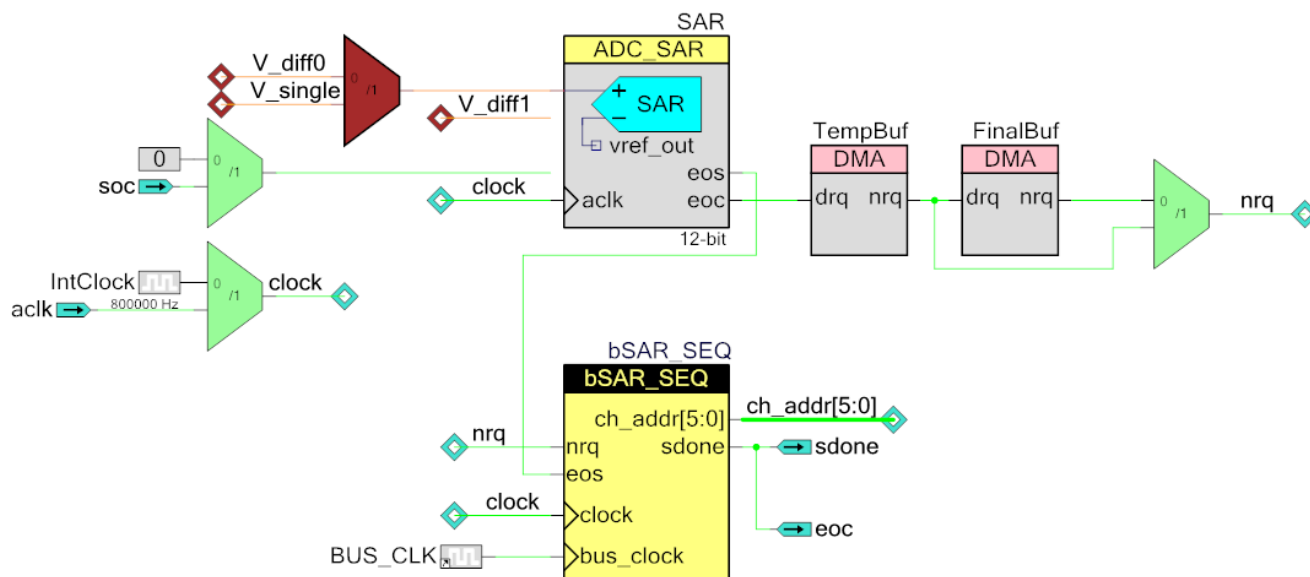 SAR
ADC_SAR
V_diff0
0
/1
V_single
+
SAR
V_diff1
−
vref_out
TempBuf
FinalBuf
DMA
DMA
0
0
/1
soc
eos
clock
aclk
eoc
drq
nrq
drq
nrq
0
/1
nrq
12-bit
IntClock
0
/1
clock
aclk
800000 Hz
bSAR_SEQ
bSAR_SEQ
ch_addr[5:0]
ch_addr[5:0]
nrq
nrq
sdone
sdone
eos
clock
clock
eoc
BUS_CLK
bus_clock